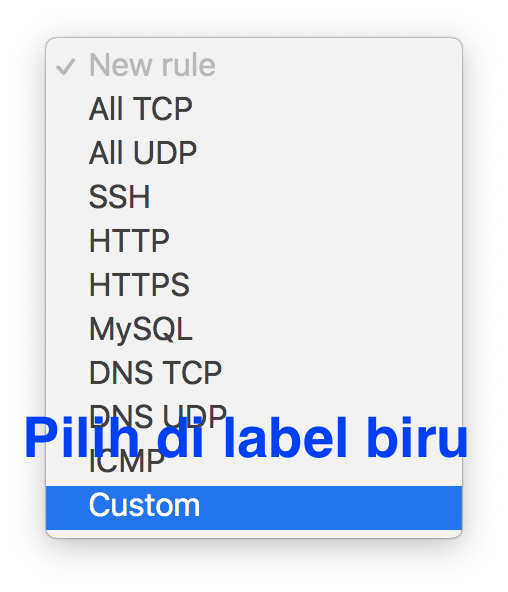 New rule
All TCP
All UDP
SSH
HTTP
HTTPS
MySQL
DNS TCP
DNS UDP
Pilih di label biru
ICMP
Custom